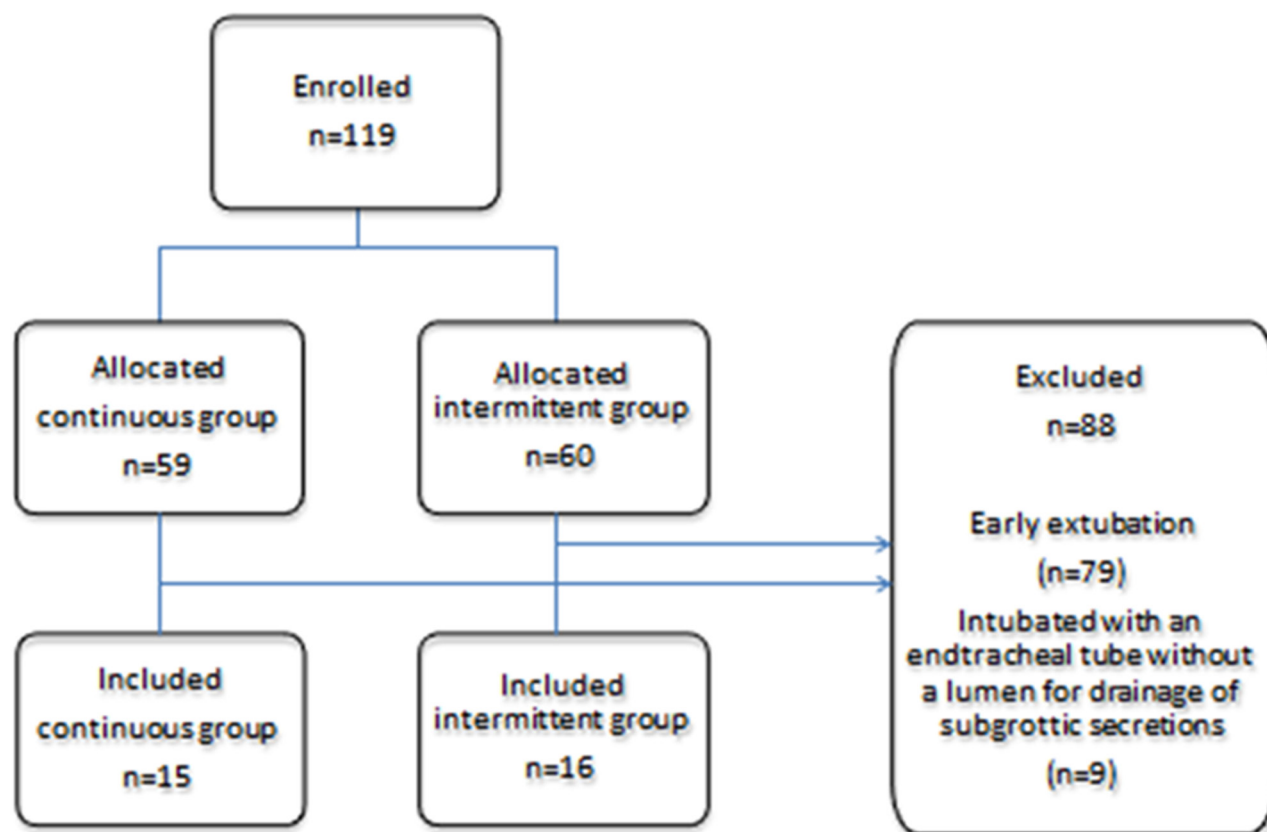 Enrolled
n=119
Allocated
continuous group
n=59
Allocated
intermittent group
n=60
Excluded
n=88
Early extubation
(n=79)
Intubated with an
endtracheal tube without
a lumen for drainage of
subgrottic secretions
(n=9)
Included
continuous group
n=15
Included
intermittent group
n=16